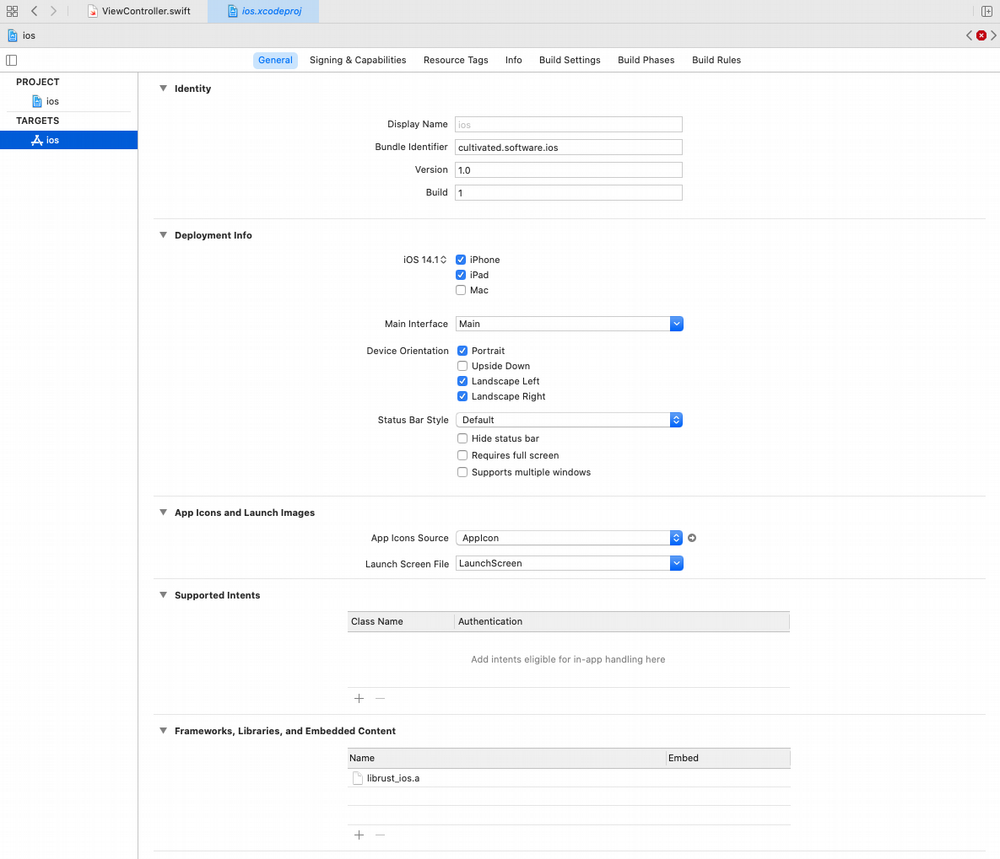 ViewController.swift
ios.xcodeproj
ios
General Signing & Capabilities Resource Tags Info Build Settings Build Phases Build Rules
PROJECT
ios
TARGETS
ios
Identity
Display Name ios
Bundle Identifier cultivated.software.ios
Version 1.0
Build 1
Deployment Info
iOS 14.1 iPhone
iPad
Mac
Main Interface Main
Device Orientation Portrait
Upside Down
Landscape Left
Landscape Right
Status Bar Style Default
Hide status bar
Requires full screen
Supports multiple windows
App Icons and Launch Images
App Icons Source AppIcon
Launch Screen File LaunchScreen
Supported Intents
Class Name Authentication
Add intents eligible for in-app handling here
Frameworks, Libraries, and Embedded Content
Name Embed
librust_ios.a